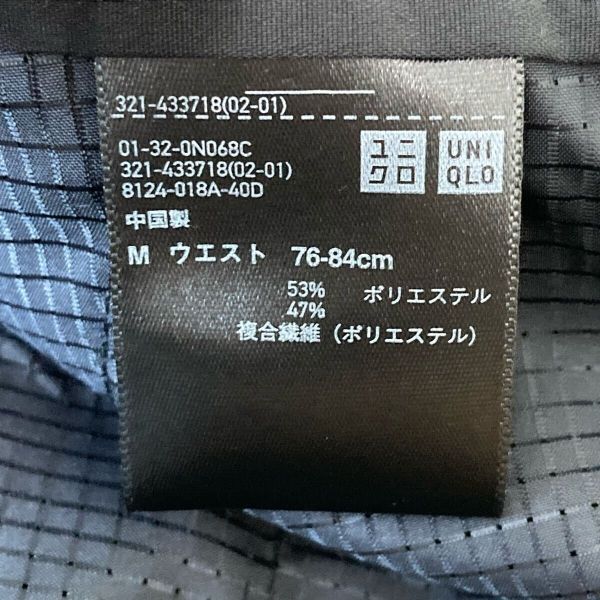 321-433718(02-01)
01-32-0N068C
321-433718(02-01)
8124-018A-40D
ユニ
クロ
UNI
QLO
中国製
M ウエスト 76-84cm
53% ポリエステル
47%
複合繊維(ポリエステル)